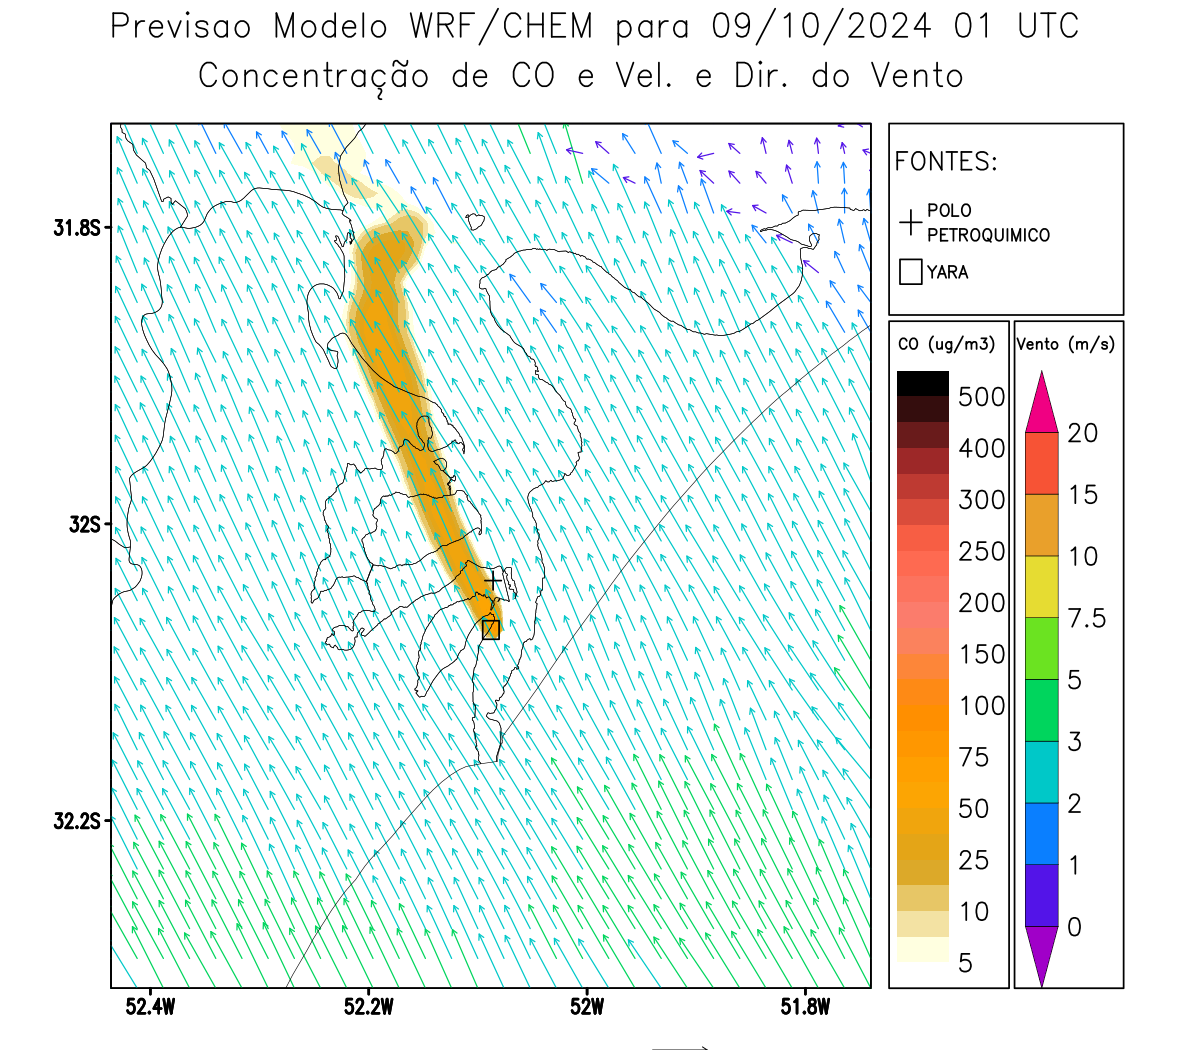 Previsao Modelo WRF/CHEM para 09/10/2024 01 UTC
Concentração de CO e Vel. e Dir. do Vento
FONTES:
POLO
PETROQUIMICO
YARA
CO (ug/m3)
500
400
300
250
200
150
100
75
50
25
10
5
Vento (m/s)
20
15
10
7.5
5
3
2
1
0
31.8S
32S
32.2S
52.4W
52.2W
52W
51.8W